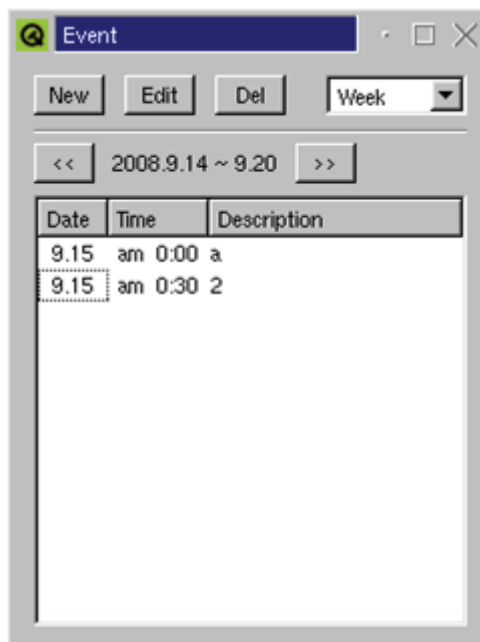 Event
New Edit Del Week
<< 2008.9.14 ~ 9.20 >>
Date Time Description
9.15 am 0:00 a
9.15 am 0:30 2